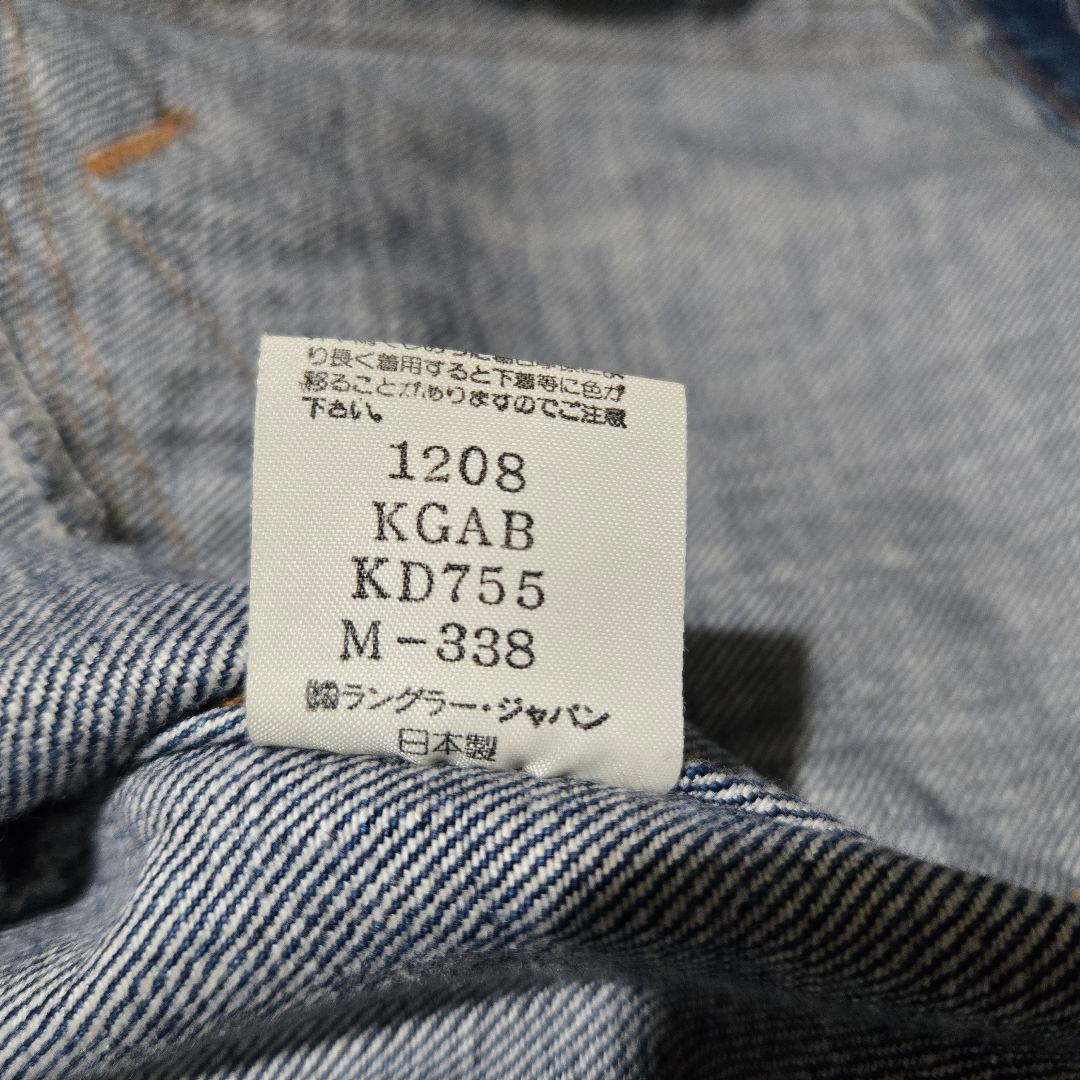 り長く着用すると下着等に色が
移ることがありますのでご注意
下さい。
1208
KGAB
KD755
M-338
㈱ラングラー・ジャパン
日本製